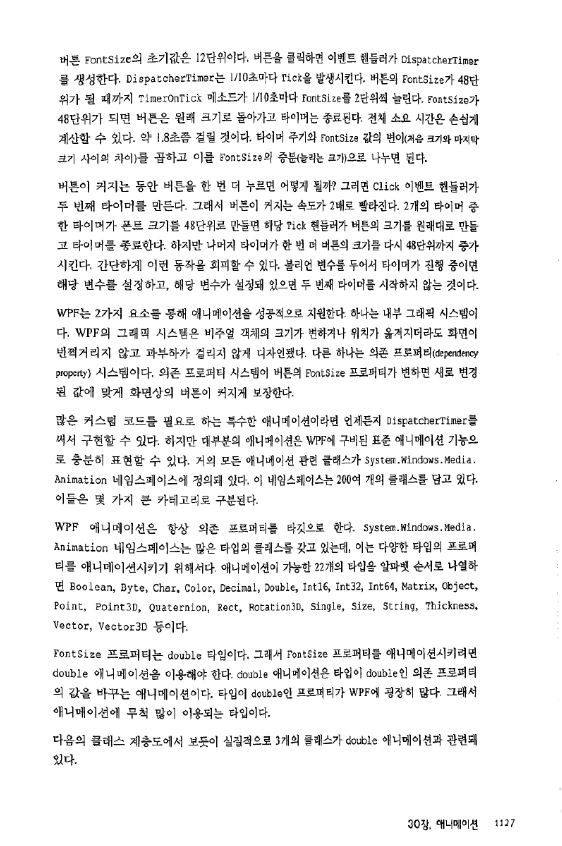 버튼 FontSize의 초기값은 12단위이다. 버튼을 클릭하면 이벤트 핸들러가 DispatcherTimer
를 생성한다. DispatcherTimer는 1/10초마다 Tick을 발생시킨다. 버튼의 FontSize가 48단
위가 될 때까지 TimerOnTick 메소드가 1/10초마다 FontSize를 2단위씩 늘린다. FontSize가
48단위가 되면 버튼은 원래 크기로 돌아가고 타이머는 종료된다. 전체 소요 시간은 손쉽게
계산할 수 있다. 약 1.8초쯤 걸릴 것이다. 타이머 주기와 FontSize 값의 변이(처음 크기와 마지막
크기 사이의 차이)를 곱하고 이를 FontSize의 증분(늘리는 크기)으로 나누면 된다.
버튼이 커지는 동안 버튼을 한 번 더 누르면 어떻게 될까? 그러면 Click 이벤트 핸들러가
두 번째 타이머를 만든다. 그래서 버튼이 커지는 속도가 2배로 빨라진다. 2개의 타이머 중
한 타이머가 폰트 크기를 48단위로 만들면 해당 Tick 핸들러가 버튼의 크기를 원래대로 만들
고 타이머를 종료한다. 하지만 나머지 타이머가 한 번 더 버튼의 크기를 다시 48단위까지 증가
시킨다. 간단하게 이런 동작을 회피할 수 있다. 불리언 변수를 두어서 타이머가 진행 중이면
해당 변수를 설정하고, 해당 변수가 설정돼 있으면 두 번째 타이머를 시작하지 않는 것이다.
WPF는 2가지 요소를 통해 애니메이션을 성공적으로 지원한다. 하나는 내부 그래픽 시스템이
다. WPF의 그래픽 시스템은 비주얼 객체의 크기가 변하거나 위치가 옮겨지더라도 화면이
번쩍거리지 않고 과부하가 걸리지 않게 디자인됐다. 다른 하나는 의존 프로퍼티(dependency
property) 시스템이다. 의존 프로퍼티 시스템이 버튼의 FontSize 프로퍼티가 변하면 새로 변경
된 값에 맞게 화면상의 버튼이 커지게 보장한다.
많은 커스텀 코드를 필요로 하는 특수한 애니메이션이라면 언제든지 DispatcherTimer를
써서 구현할 수 있다. 하지만 대부분의 애니메이션은 WPF에 구비된 표준 애니메이션 기능으
로 충분히 표현할 수 있다. 거의 모든 애니메이션 관련 클래스가 System.Windows.Media.
Animation 네임스페이스에 정의돼 있다. 이 네임스페이스는 200여 개의 클래스를 담고 있다.
이들은 몇 가지 큰 카테고리로 구분된다.
WPF 애니메이션은 항상 의존 프로퍼티를 타깃으로 한다. System.Windows.Media.
Animation 네임스페이스는 많은 타입의 클래스를 갖고 있는데, 이는 다양한 타입의 프로퍼
티를 애니메이션시키기 위해서다. 애니메이션이 가능한 22개의 타입을 알파벳 순서로 나열하
면 Boolean, Byte, Char, Color, Decimal, Double, Int16, Int32, Int64, Matrix, Object,
Point, Point3D, Quaternion, Rect, Rotation3D, Single, Size, String, Thickness,
Vector, Vector3D 등이다.
FontSize 프로퍼티는 double 타입이다. 그래서 FontSize 프로퍼티를 애니메이션시키려면
double 애니메이션을 이용해야 한다. double 애니메이션은 타입이 double인 의존 프로퍼티
의 값을 바꾸는 애니메이션이다. 타입이 double인 프로퍼티가 WPF에 굉장히 많다. 그래서
애니메이션에 무척 많이 이용되는 타입이다.
다음의 클래스 계층도에서 보듯이 실질적으로 3개의 클래스가 double 애니메이션과 관련돼
있다.
30장. 애니메이션 1127